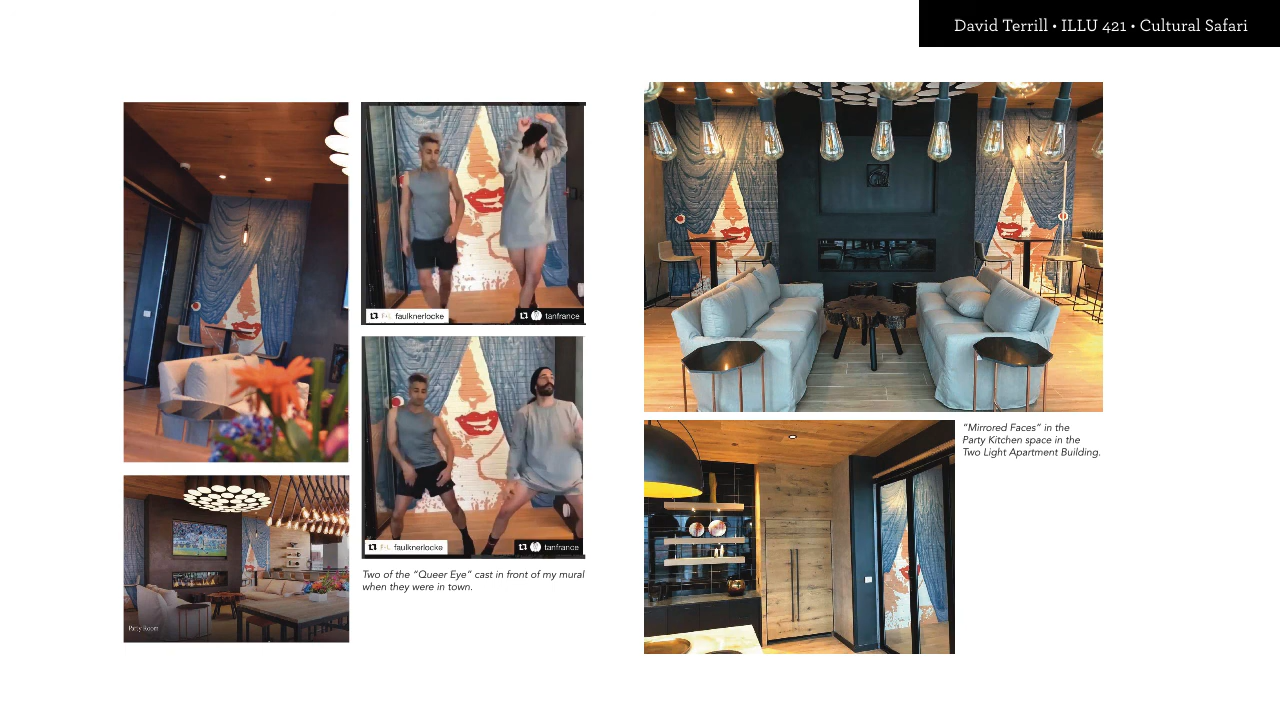 David Terrill • ILLU 421 • Cultural Safari
faulknerlocke
tanfrance
faulknerlocke
tanfrance
Two of the “Queer Eye” cast in front of my mural
when they were in town.
Party Room
“Mirrored Faces” in the
Party Kitchen space in the
Two Light Apartment Building.